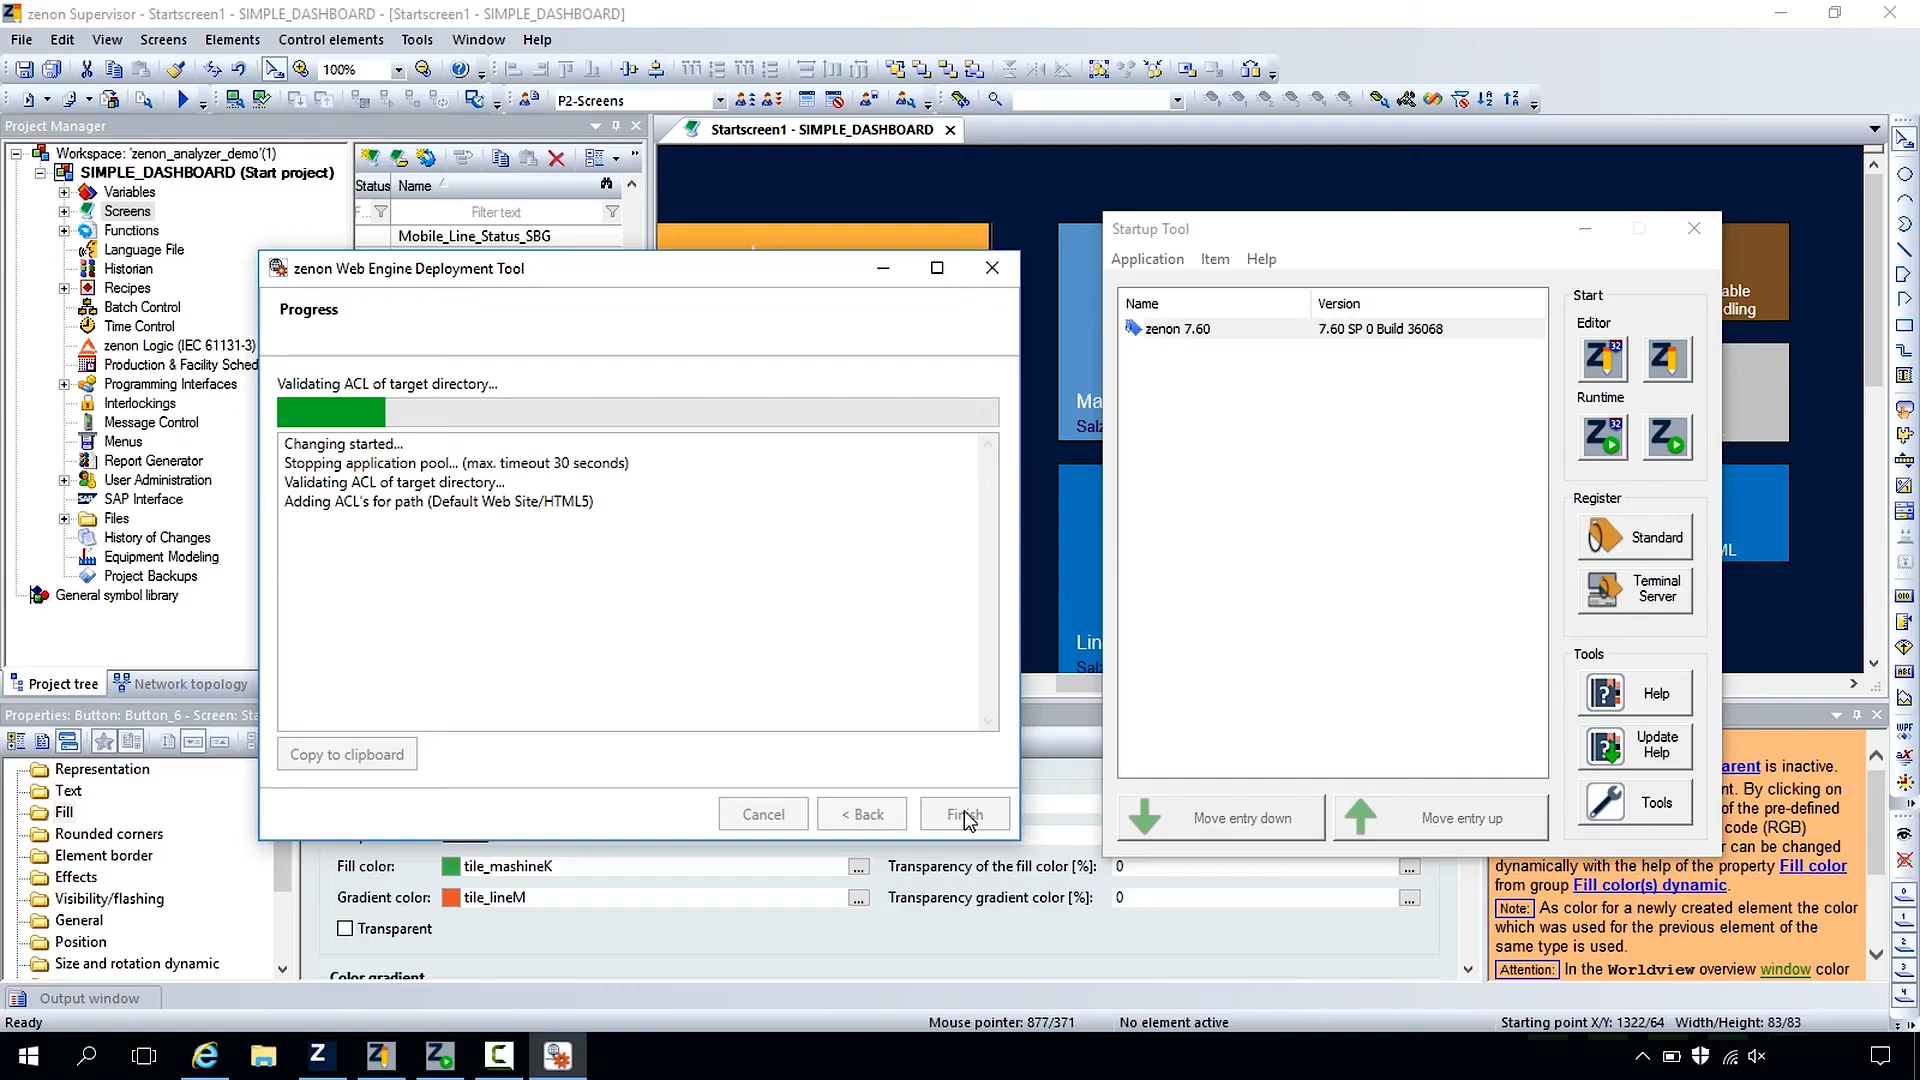 zenon Supervisor - Startscreen1 - SIMPLE_DASHBOARD - [Startscreen1 - SIMPLE_DASHBOARD]
File Edit View Screens Elements Control elements Tools Window Help
100%
P2-Screens
Project Manager
Startscreen1 - SIMPLE_DASHBOARD
Workspace: 'zenon_analyzer_demo'(1)
SIMPLE_DASHBOARD (Start project)
Variables
Screens
Functions
Language File
Historian
Recipes
Batch Control
Time Control
zenon Logic (IEC 61131-3)
Production & Facility Sched
Programming Interfaces
Interlockings
Message Control
Menus
Report Generator
User Administration
SAP Interface
Files
History of Changes
Equipment Modeling
Project Backups
General symbol library
Project tree
Network topology
Status Name
F... Filter text
Mobile_Line_Status_SBG
zenon Web Engine Deployment Tool
Progress
Validating ACL of target directory...
Changing started...
Stopping application pool... (max. timeout 30 seconds)
Validating ACL of target directory...
Adding ACL's for path (Default Web Site/HTML5)
Copy to clipboard
Cancel
< Back
Finish
Ma
Salz
Lin
Salz
able
dling
ML
Startup Tool
Application Item Help
Name Version
zenon 7.60 7.60 SP 0 Build 36068
Start
Editor
32
Runtime
32
Register
Standard
Terminal
Server
Tools
Help
Update
Help
Tools
Move entry down
Move entry up
Properties: Button: Button_6 - Screen: Sta
Representation
Text
Fill
Rounded corners
Element border
Effects
Visibility/flashing
General
Position
Size and rotation dynamic
Fill color: tile_mashineK ...
Transparency of the fill color [%]: 0 ...
Gradient color: tile_lineM ...
Transparency gradient color [%]: 0 ...
Transparent
Color gradient
arent is inactive.
nt. By clicking on
of the pre-defined
code (RGB)
r can be changed
dynamically with the help of the property Fill color
from group Fill color(s) dynamic.
Note: As color for a newly created element the color
which was used for the previous element of the
same type is used.
Attention: In the Worldview overview window color
Output window
Ready
Mouse pointer: 877/371
No element active
Starting point X/Y: 1322/64 Width/Height: 83/83